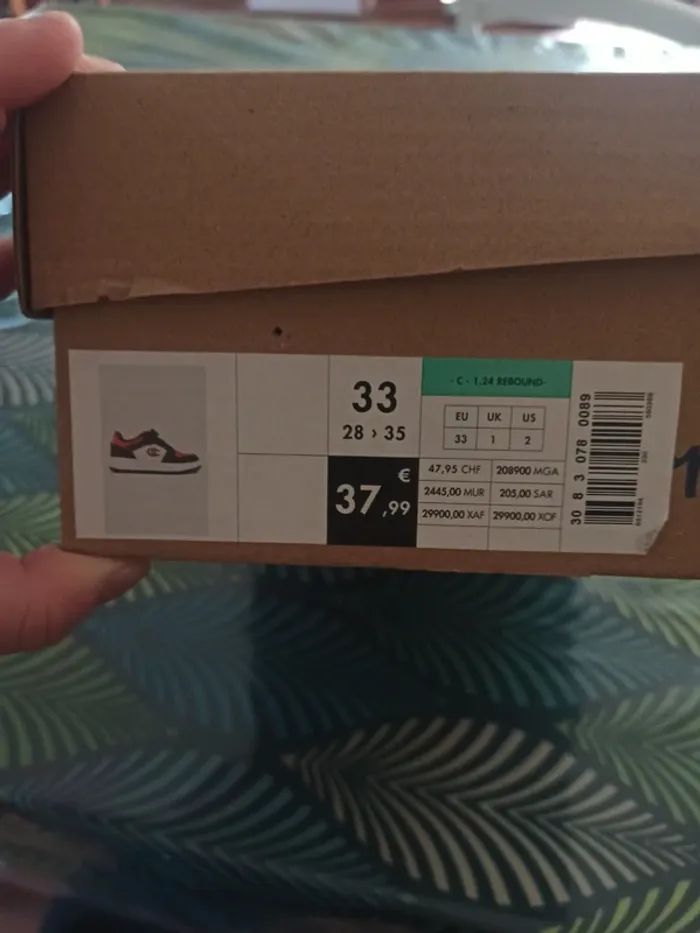 33
28 › 35
€
37,99
- C - 1.24 REBOUND-
EU UK US
33 1 2
47,95 CHF 208900 MGA
2445,00 MUR 205,00 SAR
29900,00 XAF 29900,00 XOF
30 8 3 078 0089
1